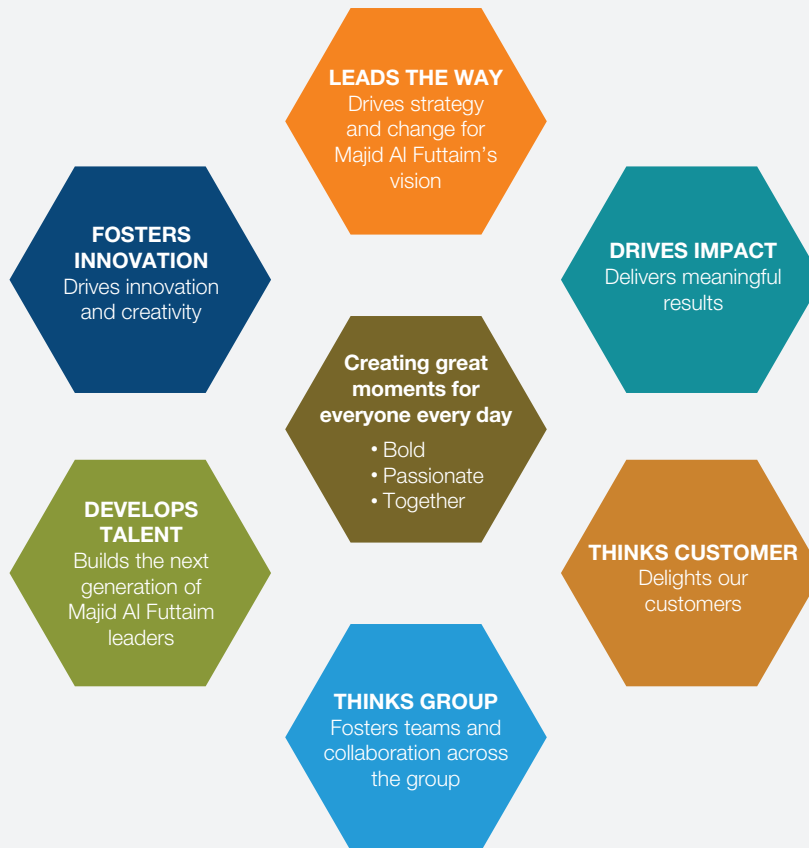 LEADS THE WAY
Drives strategy
and change for
Majid Al Futtaim’s
vision
FOSTERS
INNOVATION
Drives innovation
and creativity
DRIVES IMPACT
Delivers meaningful
results
Creating great
moments for
everyone every day
• Bold
• Passionate
• Together
DEVELOPS
TALENT
Builds the next
generation of
Majid Al Futtaim
leaders
THINKS CUSTOMER
Delights our
customers
THINKS GROUP
Fosters teams and
collaboration across
the group